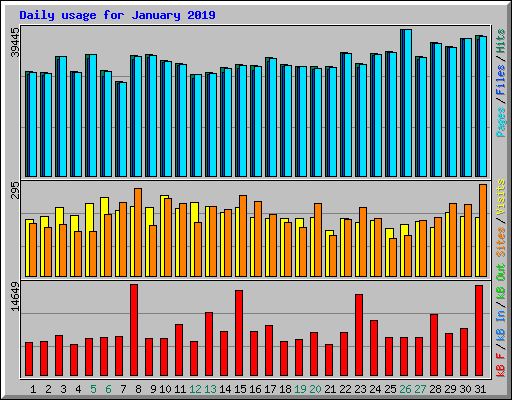 Daily usage for January 2019
39445
Pages / Files / Hits
295
Sites / Visits
14649
kB F / kB In / kB Out
1 2 3 4 5 6 7 8 9 10 11 12 13 14 15 16 17 18 19 20 21 22 23 24 25 26 27 28 29 30 31